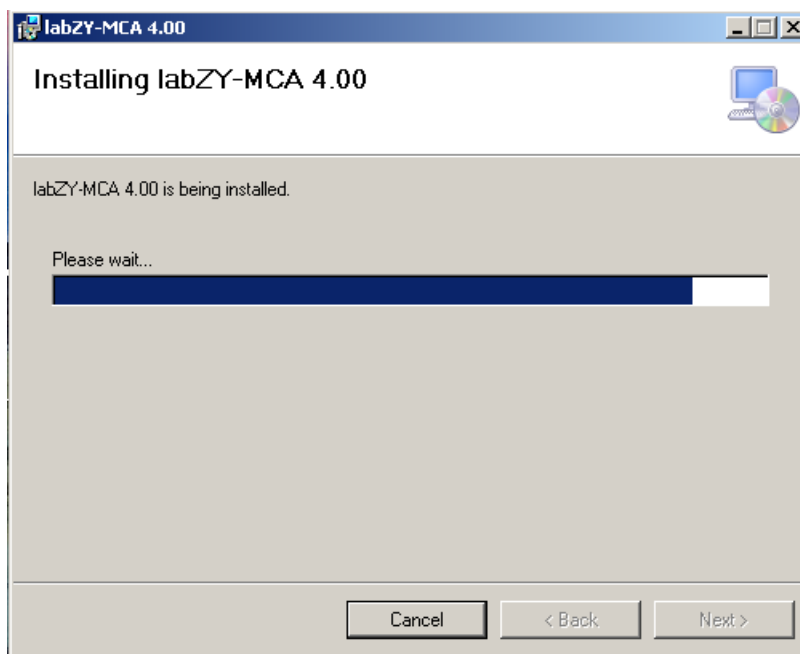 labZY-MCA 4.00
Installing labZY-MCA 4.00
labZY-MCA 4.00 is being installed.
Please wait...
Cancel
< Back
Next >